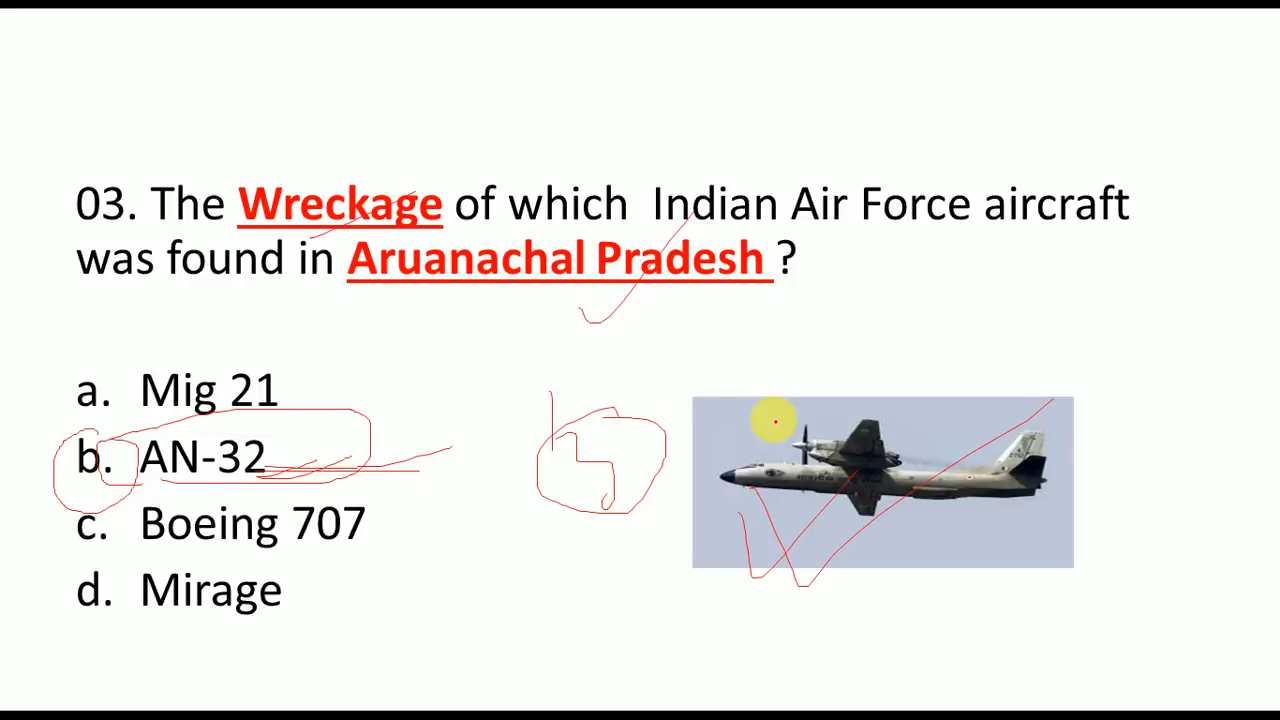 03. The Wreckage of which Indian Air Force aircraft
was found in Aruanachal Pradesh ?
a. Mig 21
b. AN-32
c. Boeing 707
d. Mirage